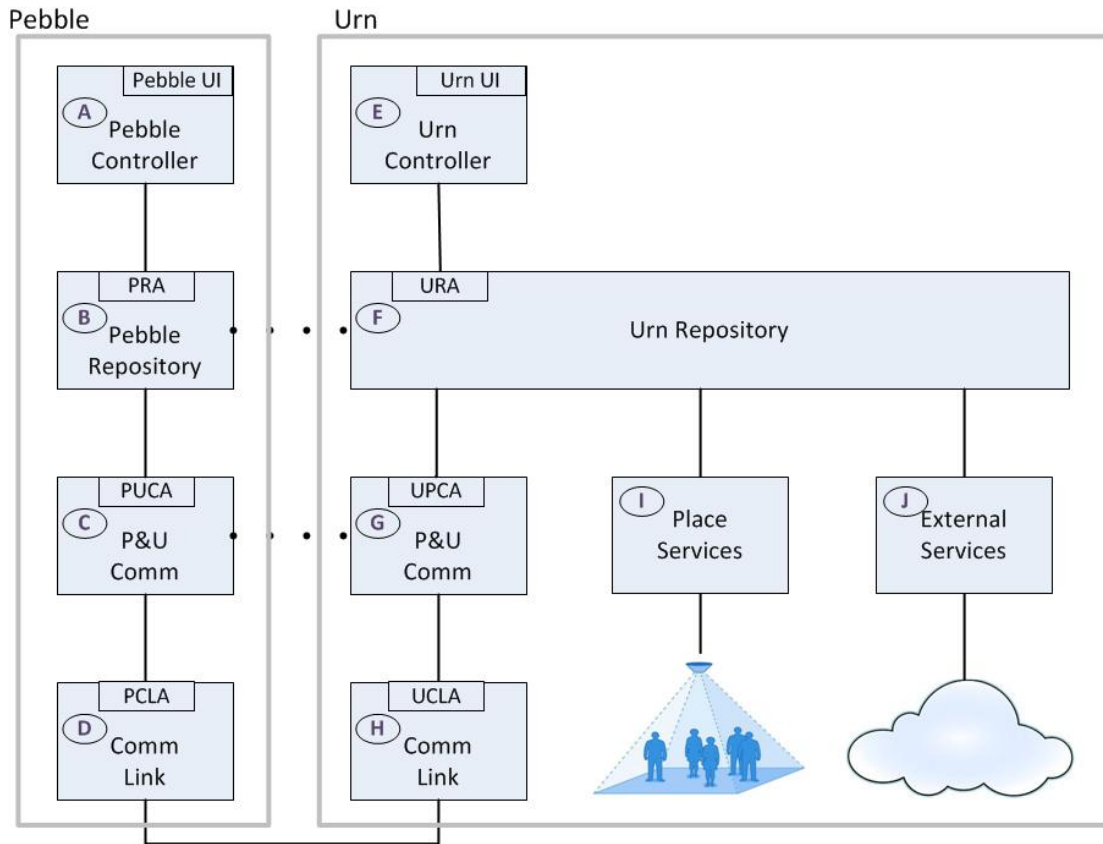 Pebble
Urn
Pebble UI
A
Pebble
Controller
Urn UI
E
Urn
Controller
PRA
B
Pebble
Repository
URA
F
Urn Repository
PUCA
C
P&U
Comm
UPCA
G
P&U
Comm
I
Place
Services
J
External
Services
PCLA
D
Comm
Link
UCLA
H
Comm
Link